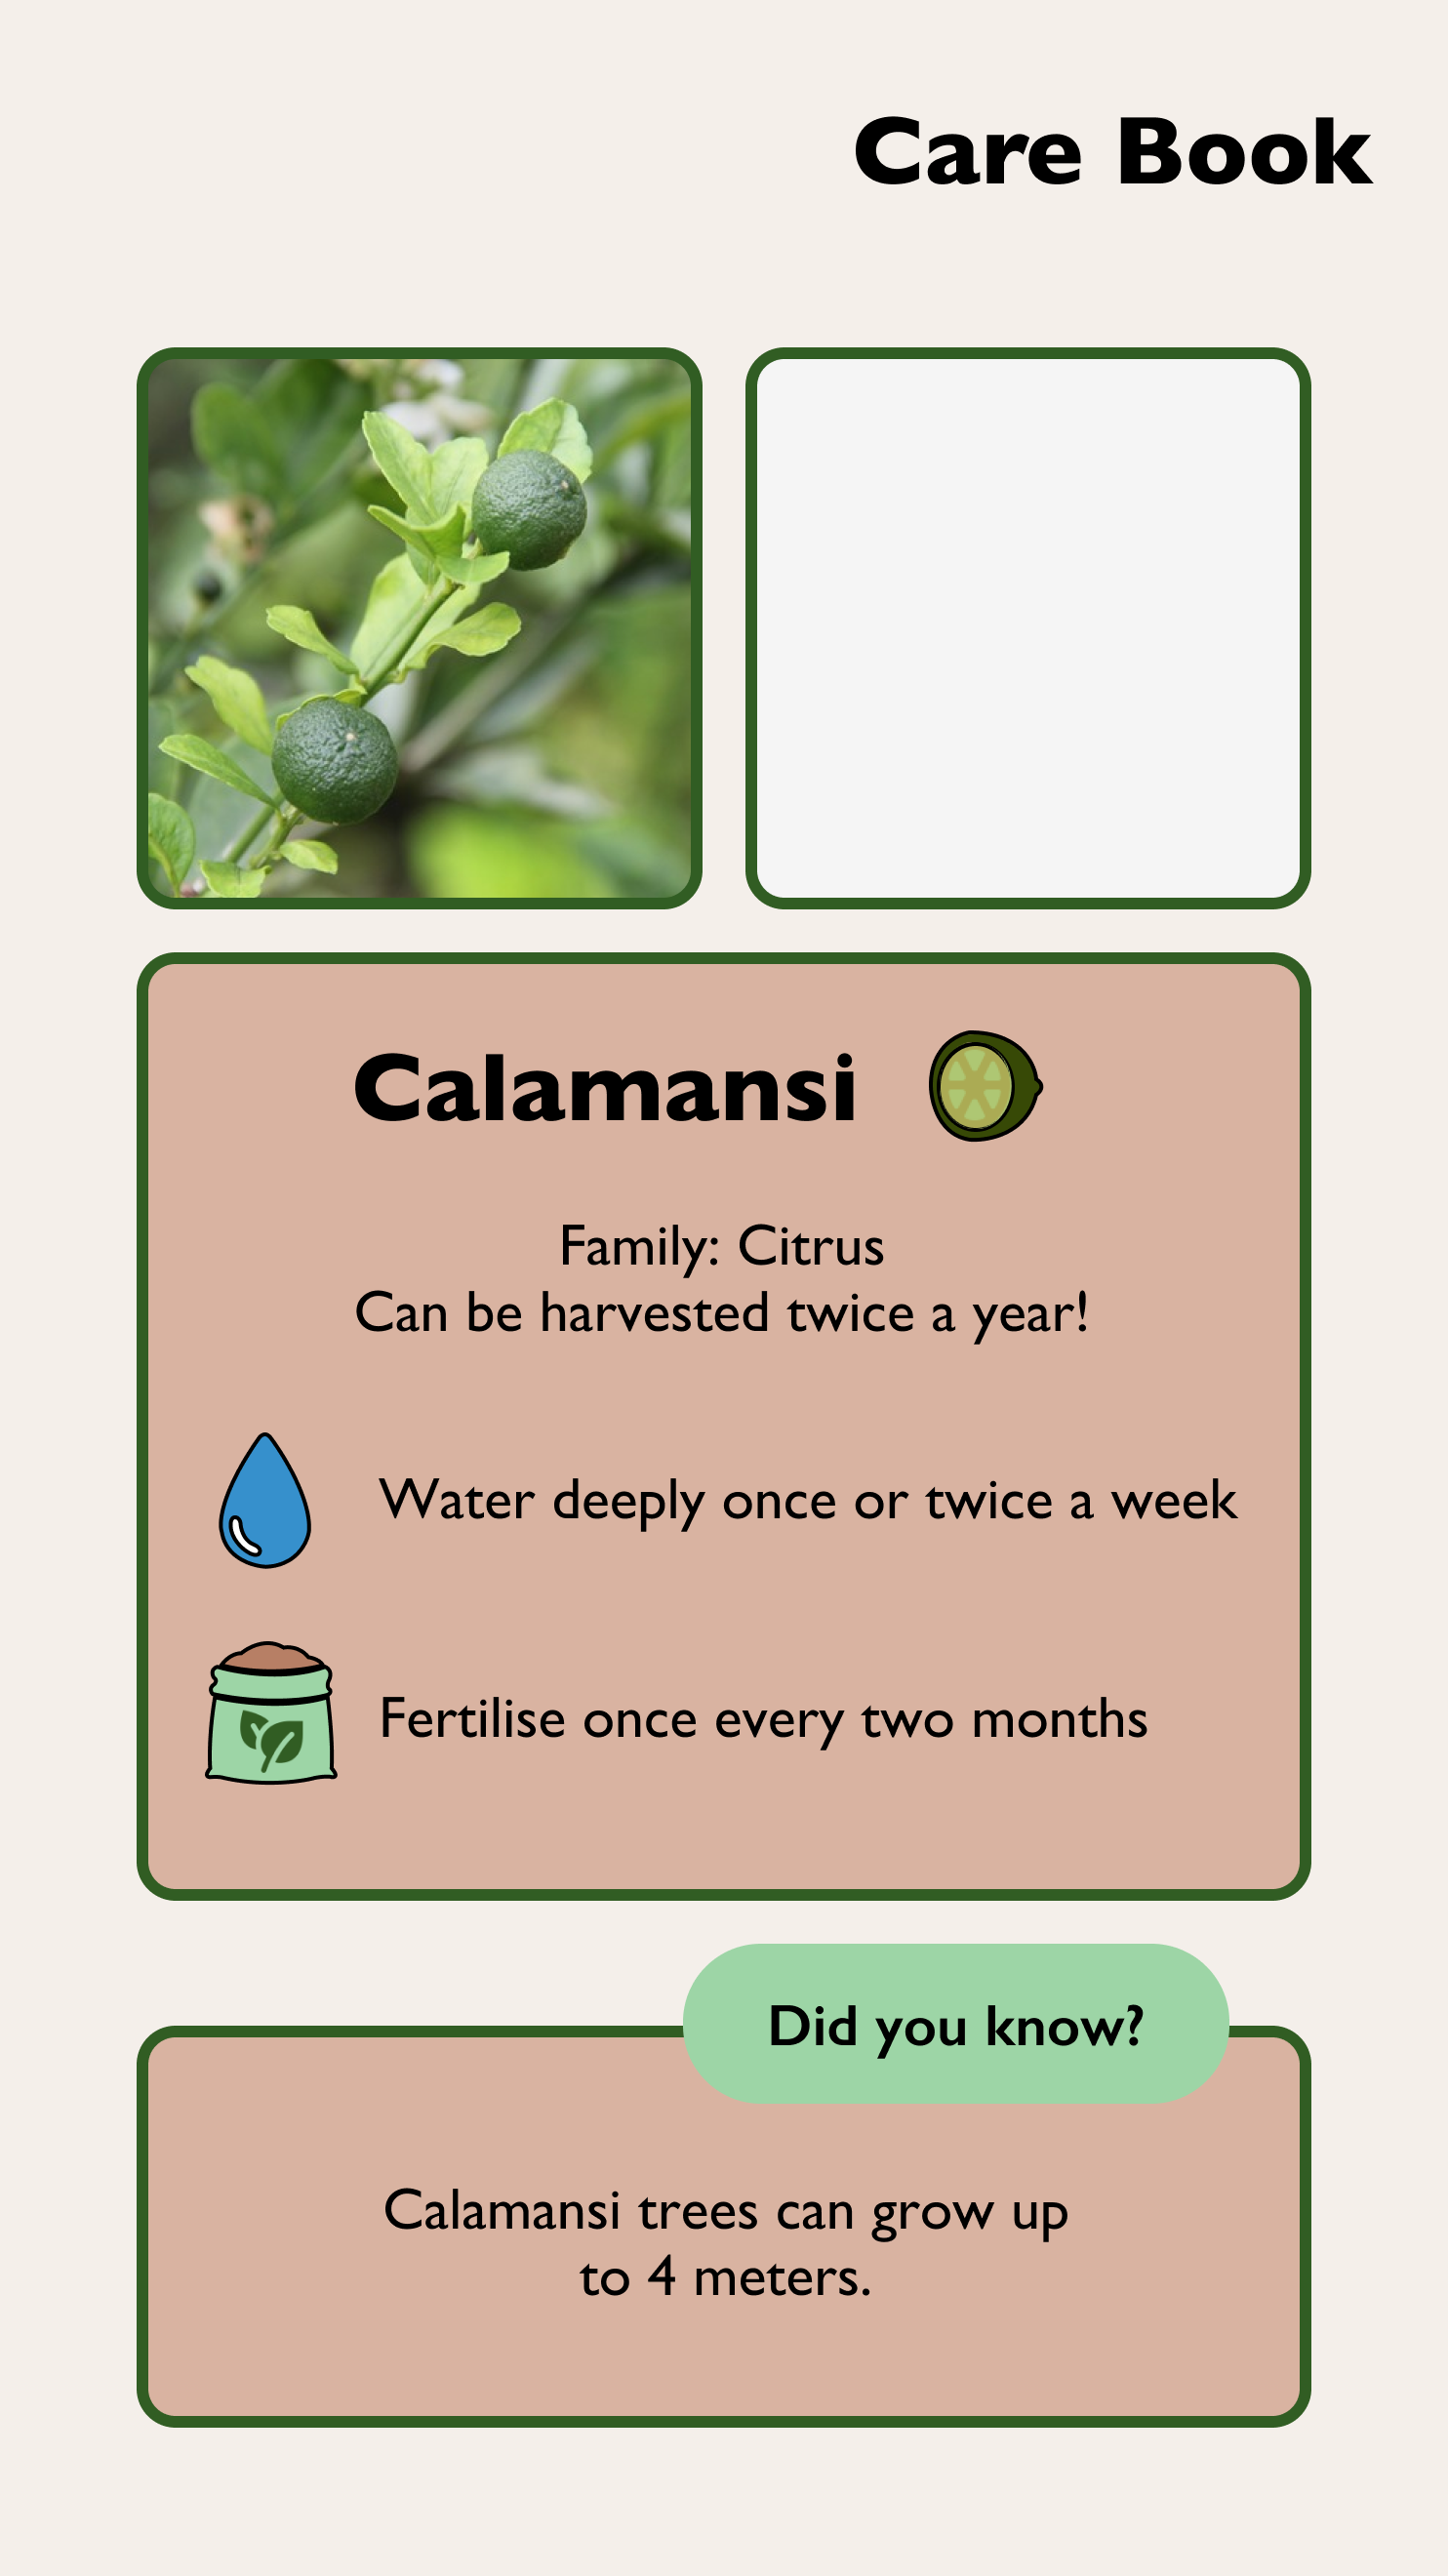 Care Book
Calamansi
Family: Citrus
Can be harvested twice a year!
Water deeply once or twice a week
Fertilise once every two months
Did you know?
Calamansi trees can grow up
to 4 meters.